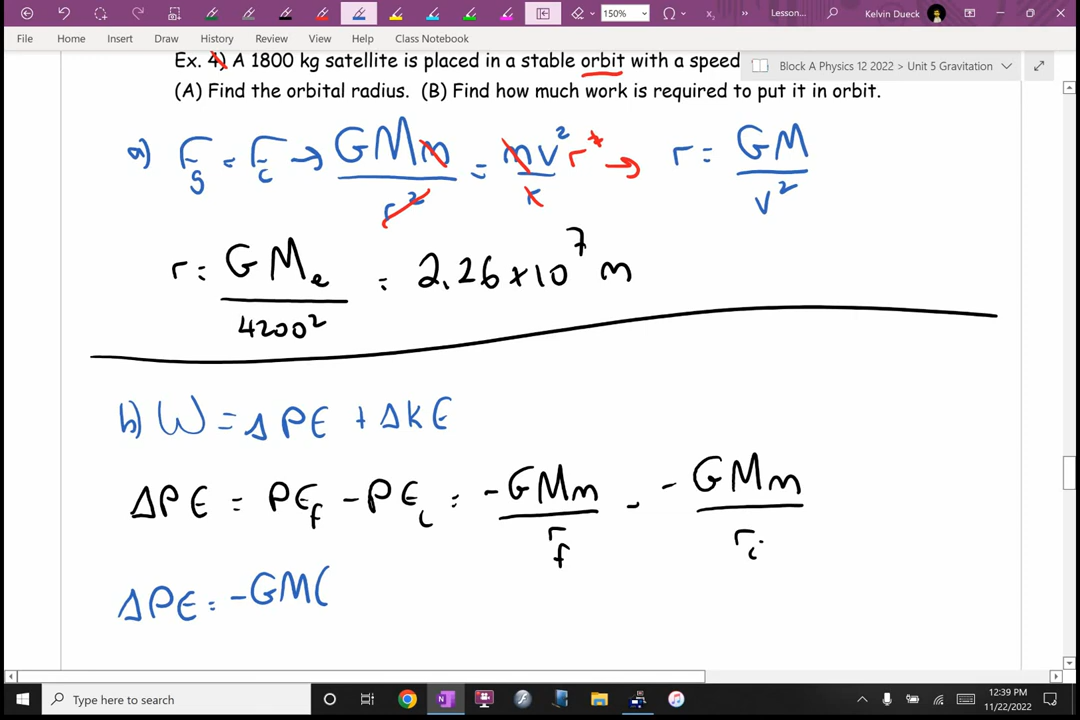 150%
Lesson...
Kelvin Dueck
File Home Insert Draw History Review View Help Class Notebook
Ex. 4) A 1800 kg satellite is placed in a stable orbit with a speed
Block A Physics 12 2022 > Unit 5 Gravitation
(A) Find the orbital radius. (B) Find how much work is required to put it in orbit.
a) Fg = Fc → GMm/r² = mv²/r r² → r = GM/v²
r = GMe/4200² = 2.26 x 10⁷ m
b) W = ΔPE + ΔKE
ΔPE = PEf - PEi = -GMm/rf - -GMm/ri
ΔPE = -GM(
Type here to search
12:39 PM
11/22/2022